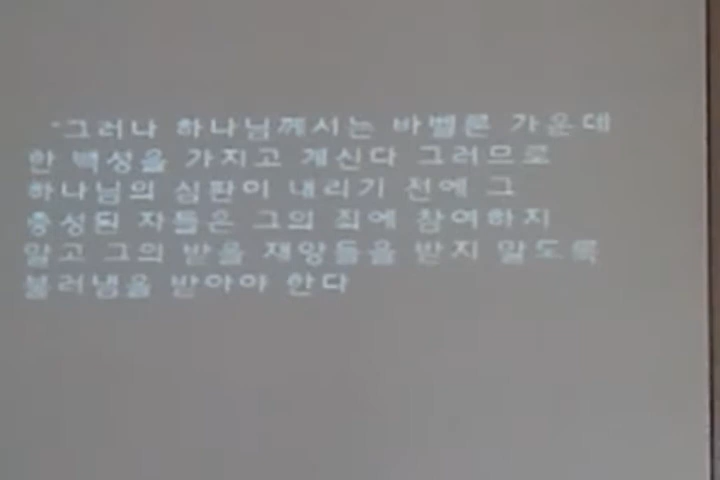 "그러나 하나님께서는 바벨론 가운데
한 백성을 가지고 계신다 그러므로
하나님의 심판이 내리기 전에 그
충성된 자들은 그의 죄에 참여하지
말고 그의 받을 재앙들을 받지 말도록
불러냄을 받아야 한다